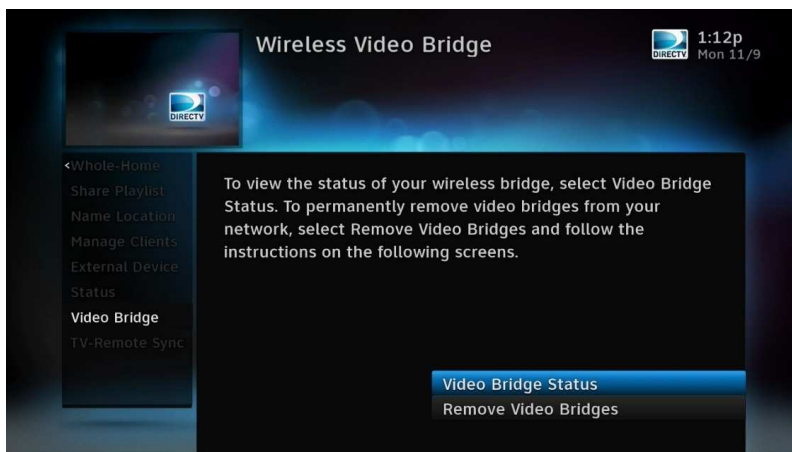 Wireless Video Bridge
DIRECTV
1:12p
Mon 11/9
DIRECTV
<Whole-Home
Share Playlist
Name Location
Manage Clients
External Device
Status
Video Bridge
TV-Remote Sync
To view the status of your wireless bridge, select Video Bridge
Status. To permanently remove video bridges from your
network, select Remove Video Bridges and follow the
instructions on the following screens.
Video Bridge Status
Remove Video Bridges